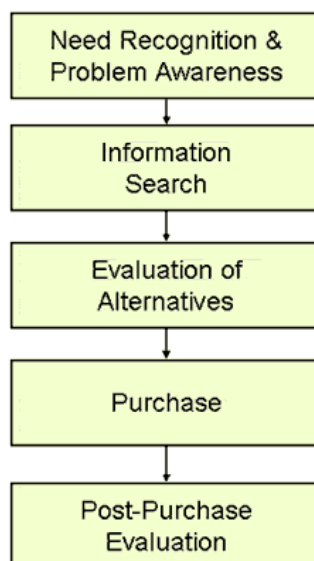 Need Recognition &
Problem Awareness
Information
Search
Evaluation of
Alternatives
Purchase
Post-Purchase
Evaluation